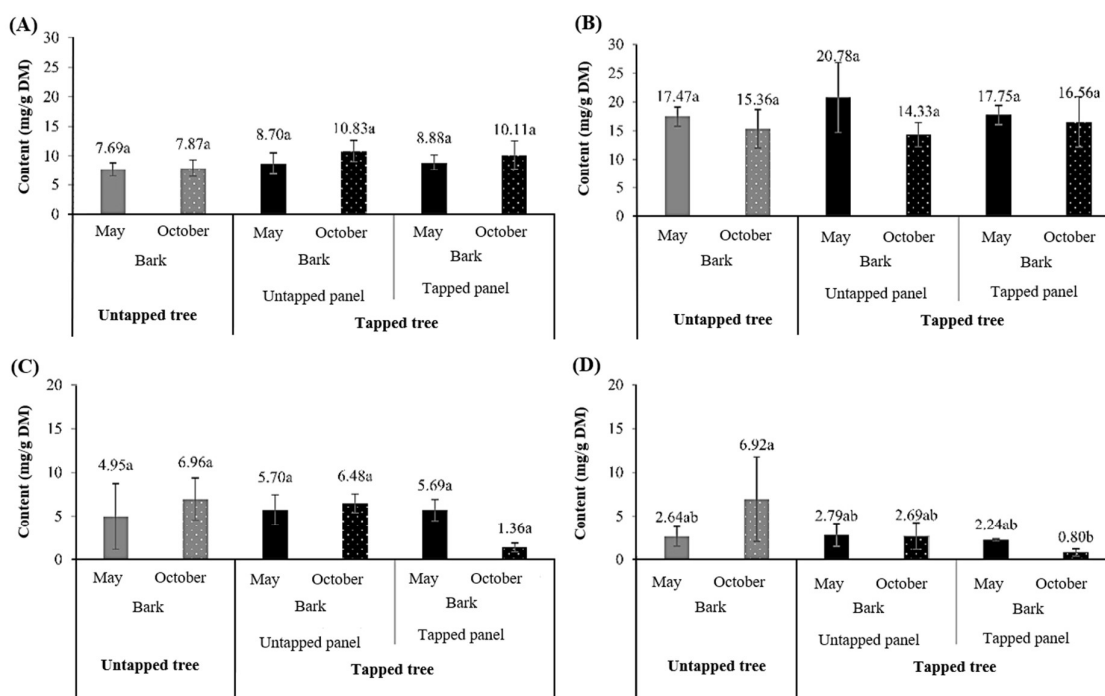 (A)
Content (mg/g DM)
30
25
20
15
10
5
0
7.69a 7.87a 8.70a 10.83a 8.88a 10.11a
May October May October May October
Bark Bark Bark
Untapped panel Tapped panel
Untapped tree Tapped tree
(B)
Content (mg/g DM)
30
25
20
15
10
5
0
17.47a 15.36a 20.78a 14.33a 17.75a 16.56a
May October May October May October
Bark Bark Bark
Untapped panel Tapped panel
Untapped tree Tapped tree
(C)
Content (mg/g DM)
20
15
10
5
0
4.95a 6.96a 5.70a 6.48a 5.69a 1.36a
May October May October May October
Bark Bark Bark
Untapped panel Tapped panel
Untapped tree Tapped tree
(D)
Content (mg/g DM)
20
15
10
5
0
2.64ab 6.92a 2.79ab 2.69ab 2.24ab 0.80b
May October May October May October
Bark Bark Bark
Untapped panel Tapped panel
Untapped tree Tapped tree